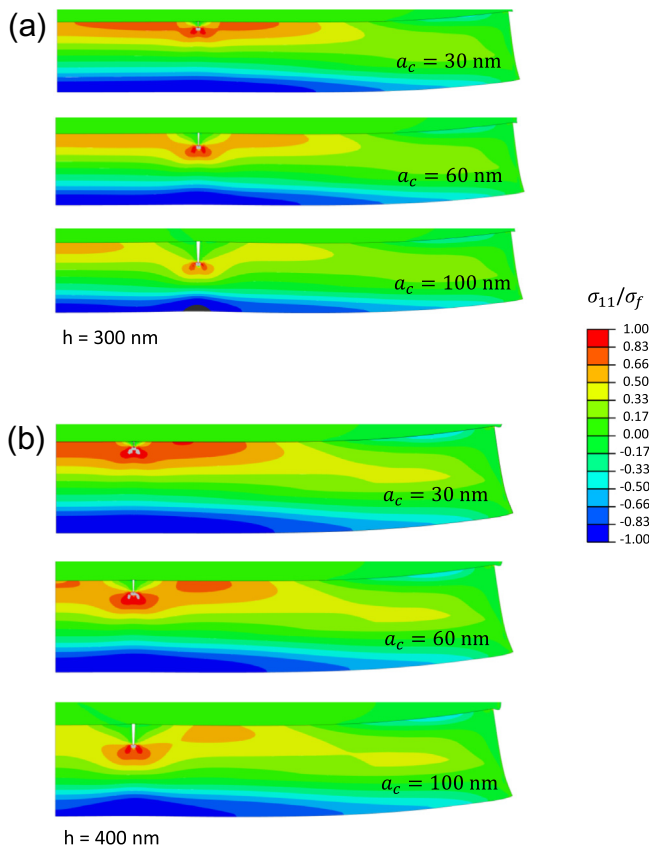 (a)
a_c = 30 nm
a_c = 60 nm
a_c = 100 nm
h = 300 nm
σ₁₁/σ_f
1.00
0.83
0.66
0.50
0.33
0.17
0.00
-0.17
-0.33
-0.50
-0.66
-0.83
-1.00
(b)
a_c = 30 nm
a_c = 60 nm
a_c = 100 nm
h = 400 nm